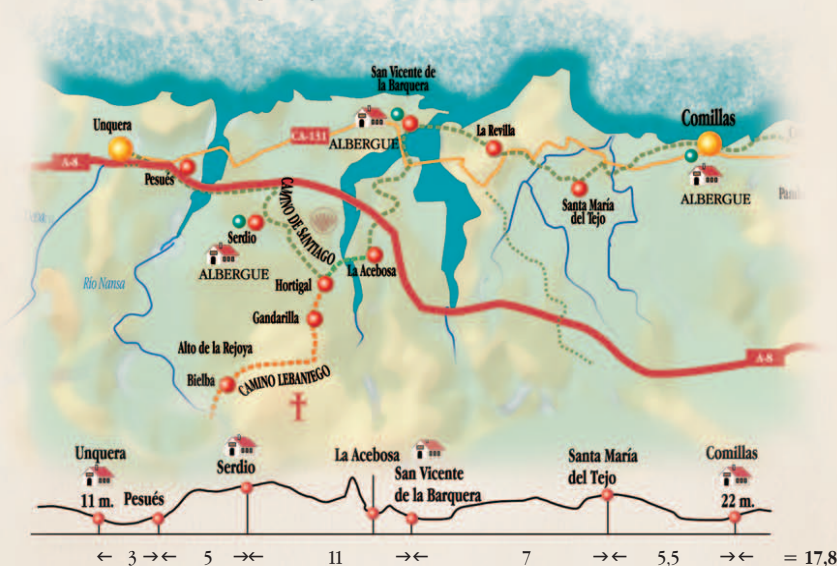 San Vicente de
la Barquera
Comillas
Unquera
La Revilla
CA-131
ALBERGUE
A-8
Pesués
ALBERGUE
Santa María
del Tejo
CAMINO DE SANTIAGO
Serdio
ALBERGUE
La Acebosa
Río Nansa
Hortigal
Gandarilla
Alto de la Rejoya
A-8
Bielba
CAMINO LEBANIEGO
Unquera
Serdio
La Acebosa
San Vicente
de la Barquera
Santa María
del Tejo
Comillas
11 m.
Pesués
22 m.
← 3 →← 5 →← 11 →← 7 →← 5,5 →← = 17,8